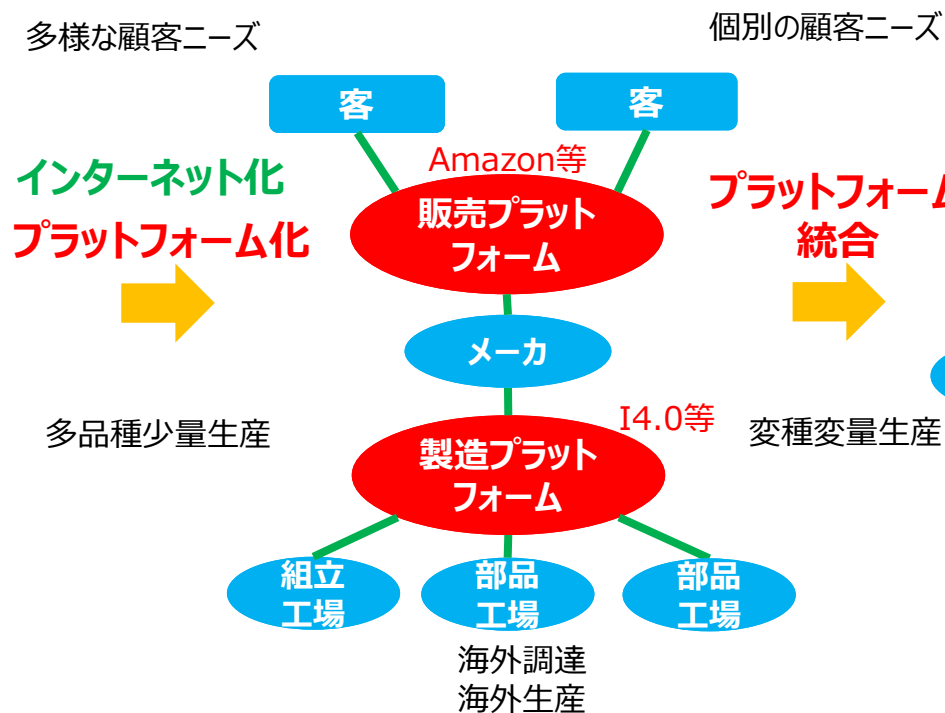 多様な顧客ニーズ
個別の顧客ニーズ
客
客
Amazon等
インターネット化
プラットフォーム化
販売プラット
フォーム
プラットフォーム
統合
メーカ
I4.0等
多品種少量生産
変種変量生産
製造プラット
フォーム
組立
工場
部品
工場
部品
工場
海外調達
海外生産